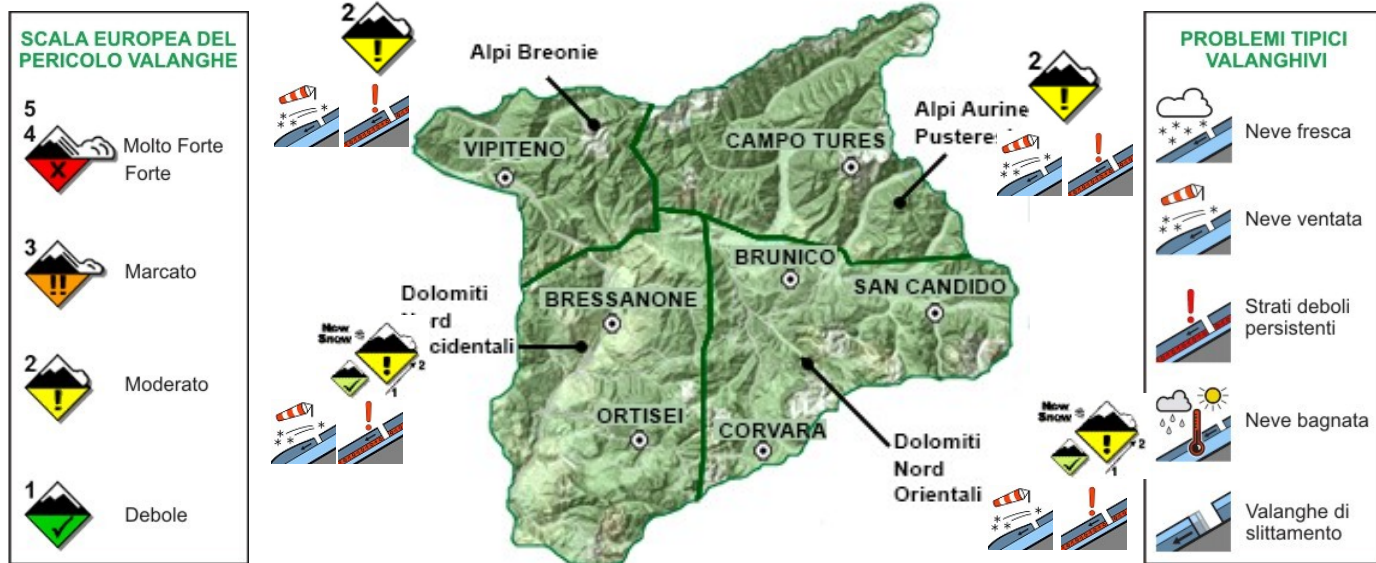 SCALA EUROPEA DEL
PERICOLO VALANGHE
5
4
Molto Forte
Forte
3
Marcato
2
Moderato
1
Debole
2
Alpi Breonie
VIPITENO
CAMPO TURES
Alpi Aurine
2
BRUNICO
SAN CANDIDO
BRESSANONE
Dolomiti
cidentali
New
Snow
2
1
ORTISEI
CORVARA
Dolomiti
Nord
Orientali
New
Snow
2
1
PROBLEMI TIPICI
VALANGHIVI
Neve fresca
Neve ventata
Strati deboli
persistenti
Neve bagnata
Valanghe di
slittamento